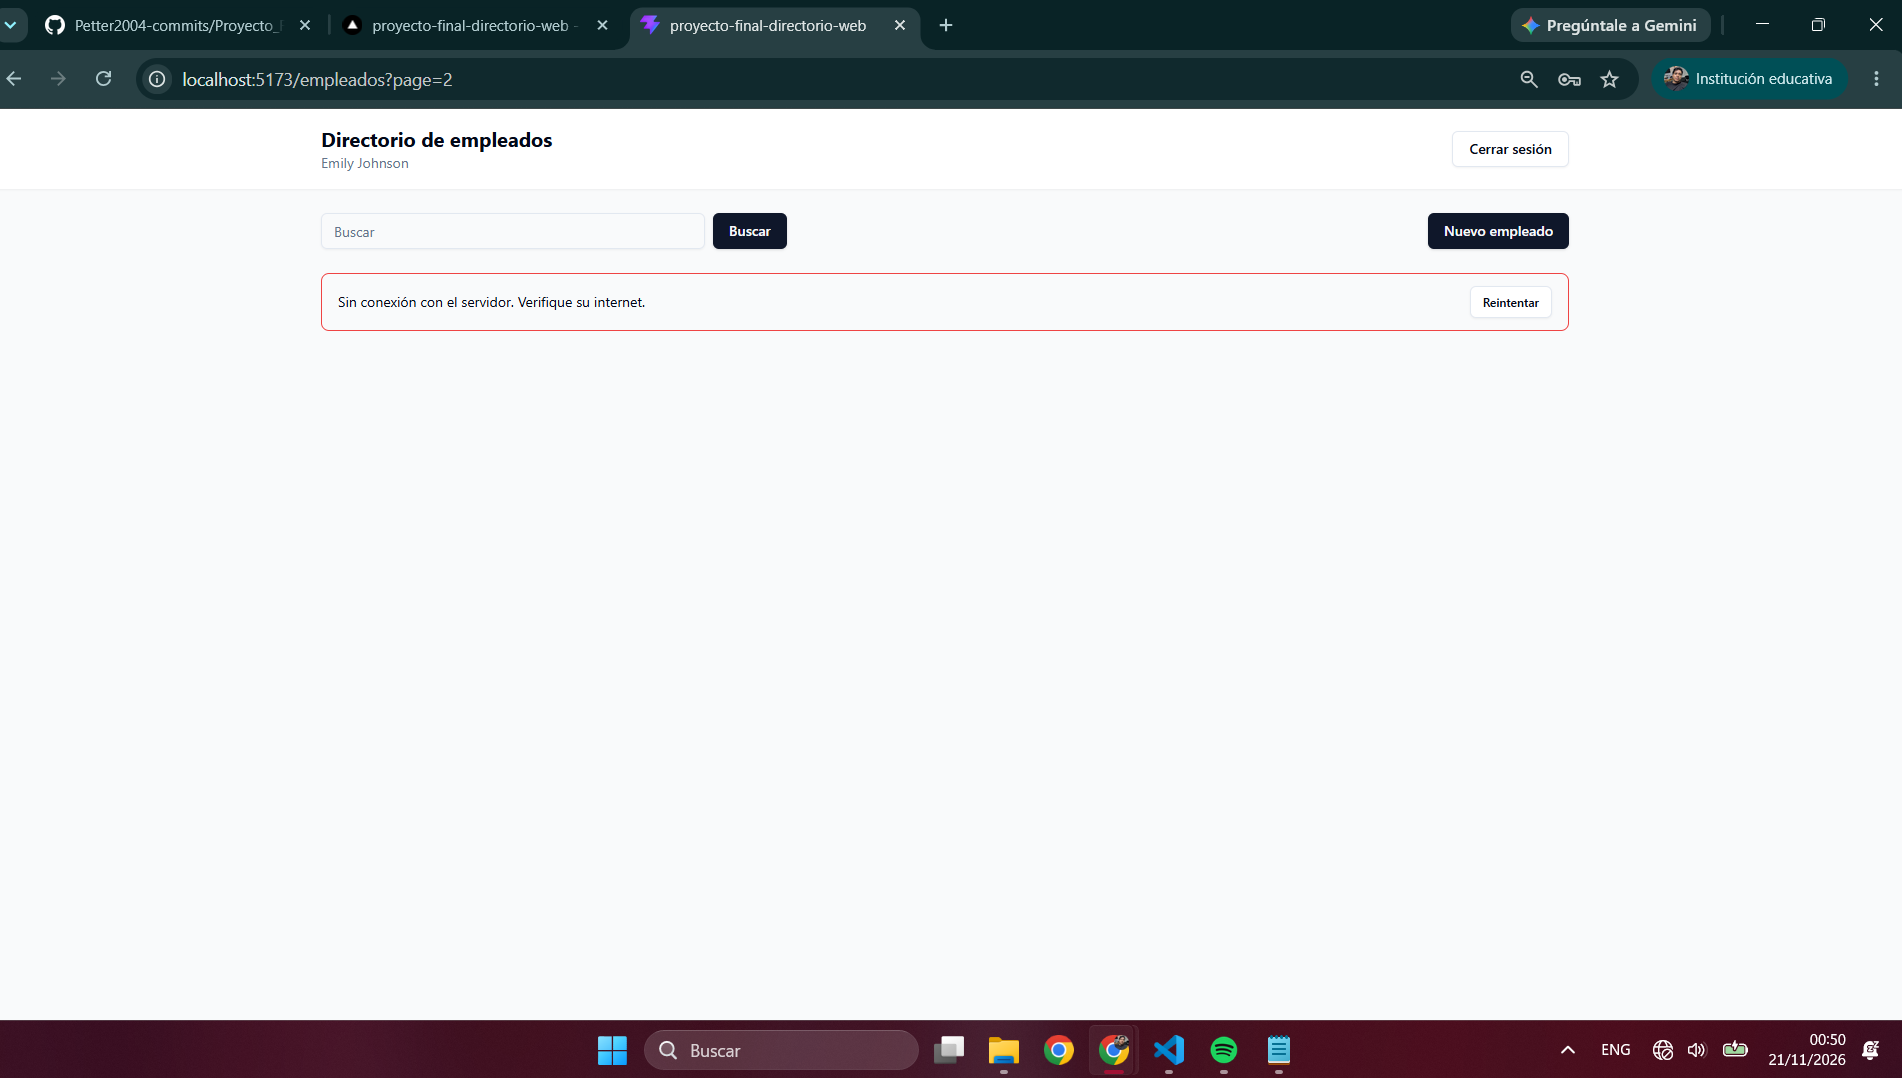 Petter2004-commits/Proyecto_
proyecto-final-directorio-web -
proyecto-final-directorio-web
Pregúntale a Gemini
localhost:5173/empleados?page=2
Institución educativa
Directorio de empleados
Emily Johnson
Cerrar sesión
Buscar
Buscar
Nuevo empleado
Sin conexión con el servidor. Verifique su internet.
Reintentar
Buscar
ENG
00:50
21/11/2026